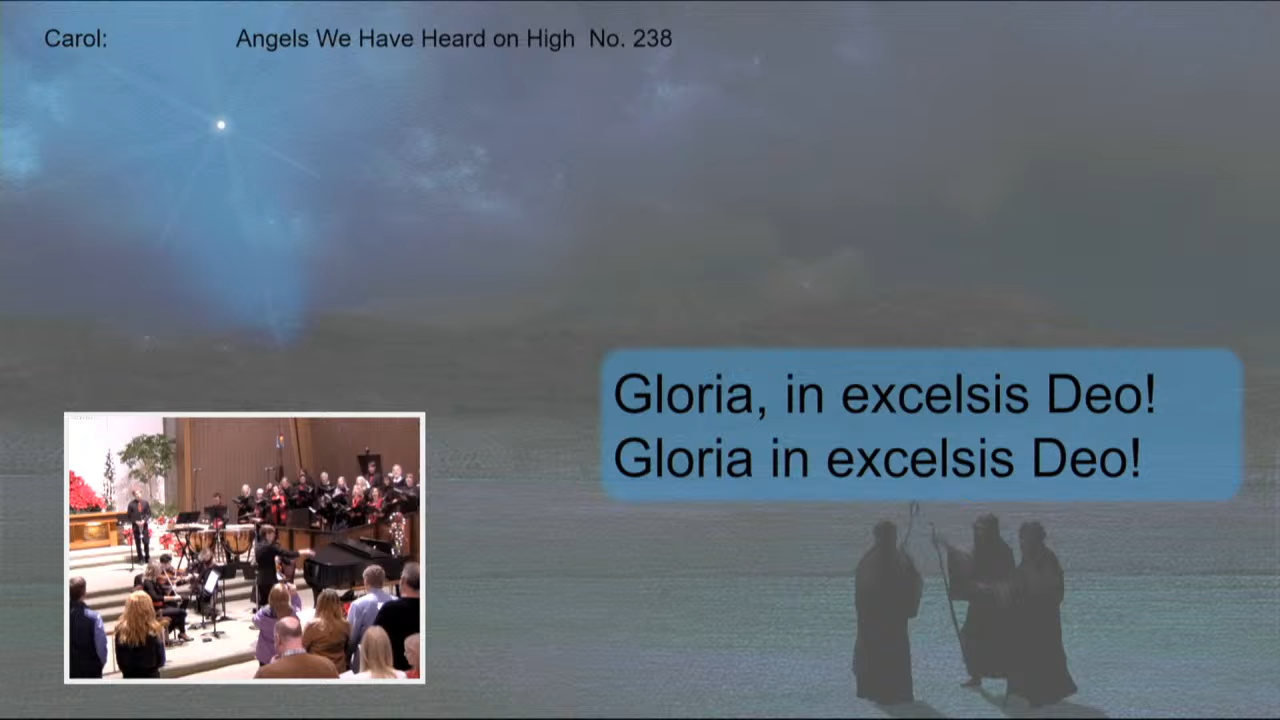 Carol: Angels We Have Heard on High No. 238
Gloria, in excelsis Deo!
Gloria in excelsis Deo!